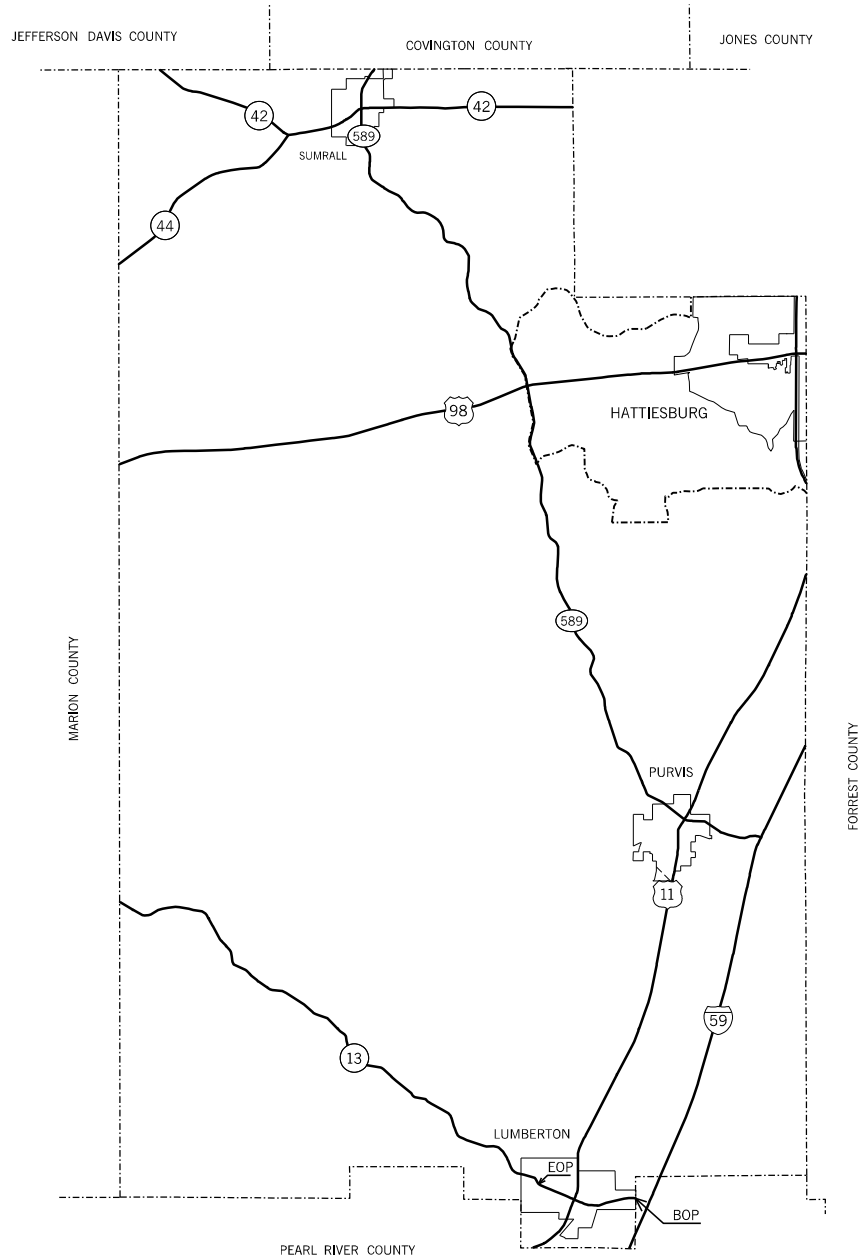 JEFFERSON DAVIS COUNTY
COVINGTON COUNTY
JONES COUNTY
42
42
589
SUMRALL
44
98
HATTIESBURG
589
MARION COUNTY
FORREST COUNTY
PURVIS
11
59
13
LUMBERTON
EOP
BOP
PEARL RIVER COUNTY